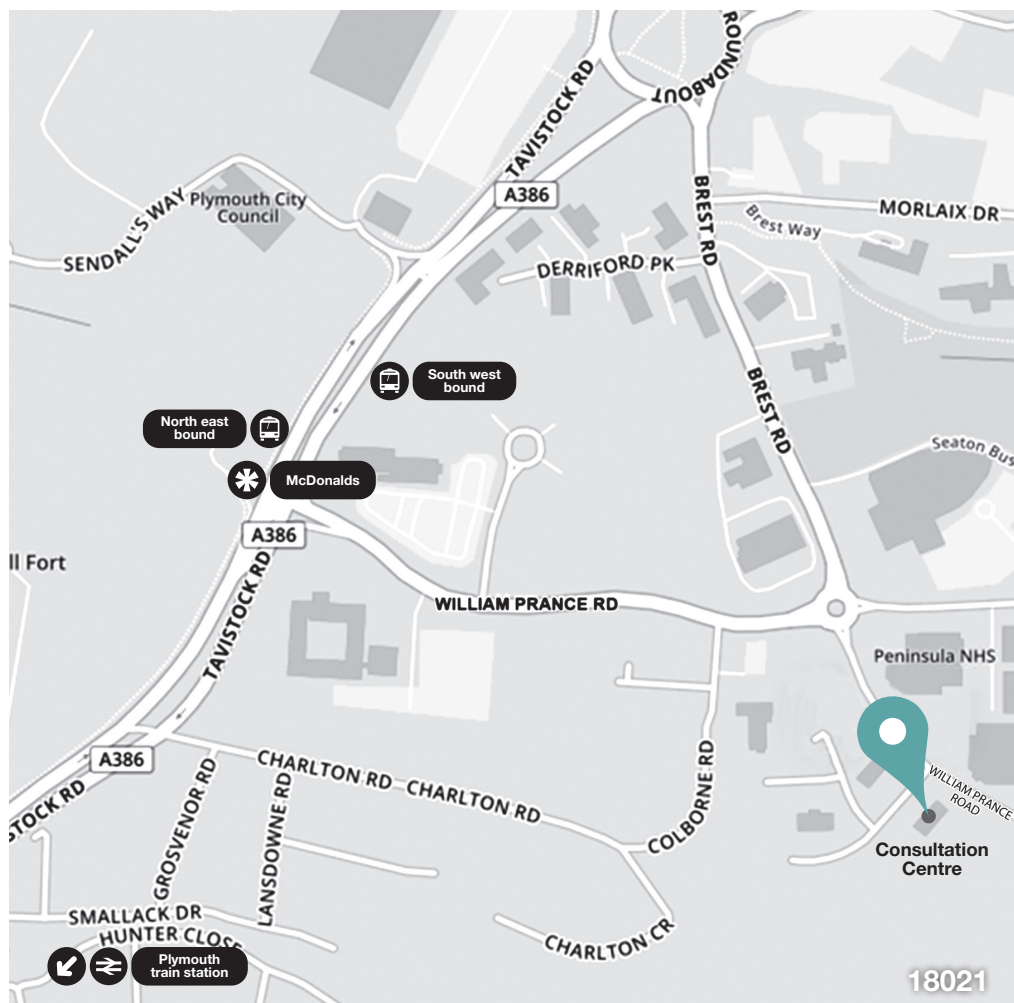 ROUNDABOUT
TAVISTOCK RD
A386
BREST RD
MORLAIX DR
Brest Way
Plymouth City
Council
SENDALL'S WAY
DERRIFORD PK
South west
bound
BREST RD
North east
bound
McDonalds
Seaton Bus
A386
ll Fort
TAVISTOCK RD
WILLIAM PRANCE RD
Peninsula NHS
A386
CHARLTON RD
CHARLTON RD
COLBORNE RD
WILLIAM PRANCE
ROAD
STOCK RD
GROSVENOR RD
LANSDOWNE RD
Consultation
Centre
SMALLACK DR
HUNTER CLOSE
CHARLTON CR
Plymouth
train station
18021